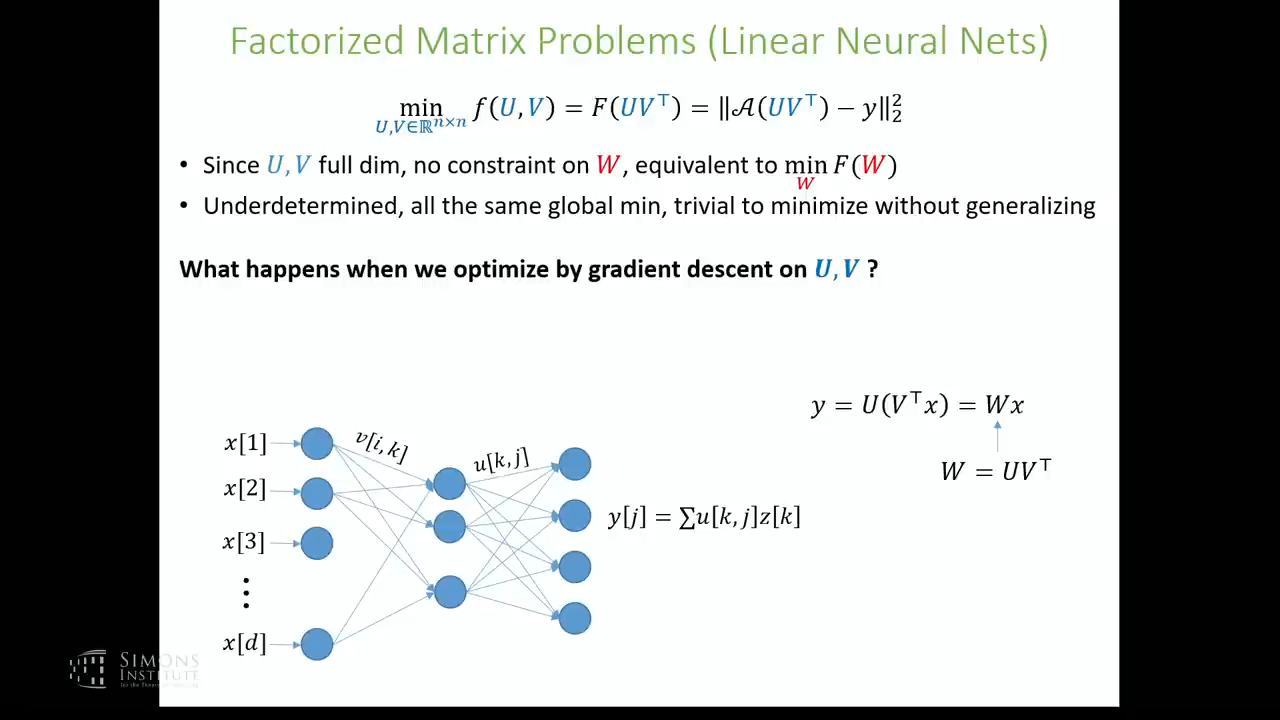 Factorized Matrix Problems (Linear Neural Nets)
min f(U, V) = F(UV⊤) = ‖𝒜(UV⊤) − y‖₂²
U,V∈ℝⁿˣⁿ
• Since U, V full dim, no constraint on W, equivalent to min F(W)
W
• Underdetermined, all the same global min, trivial to minimize without generalizing
What happens when we optimize by gradient descent on U, V ?
y = U(V⊤x) = Wx
W = UV⊤
x[1]
v[i, k]
u[k, j]
x[2]
y[j] = ∑u[k, j]z[k]
x[3]
⋮
x[d]
SIMONS
INSTITUTE